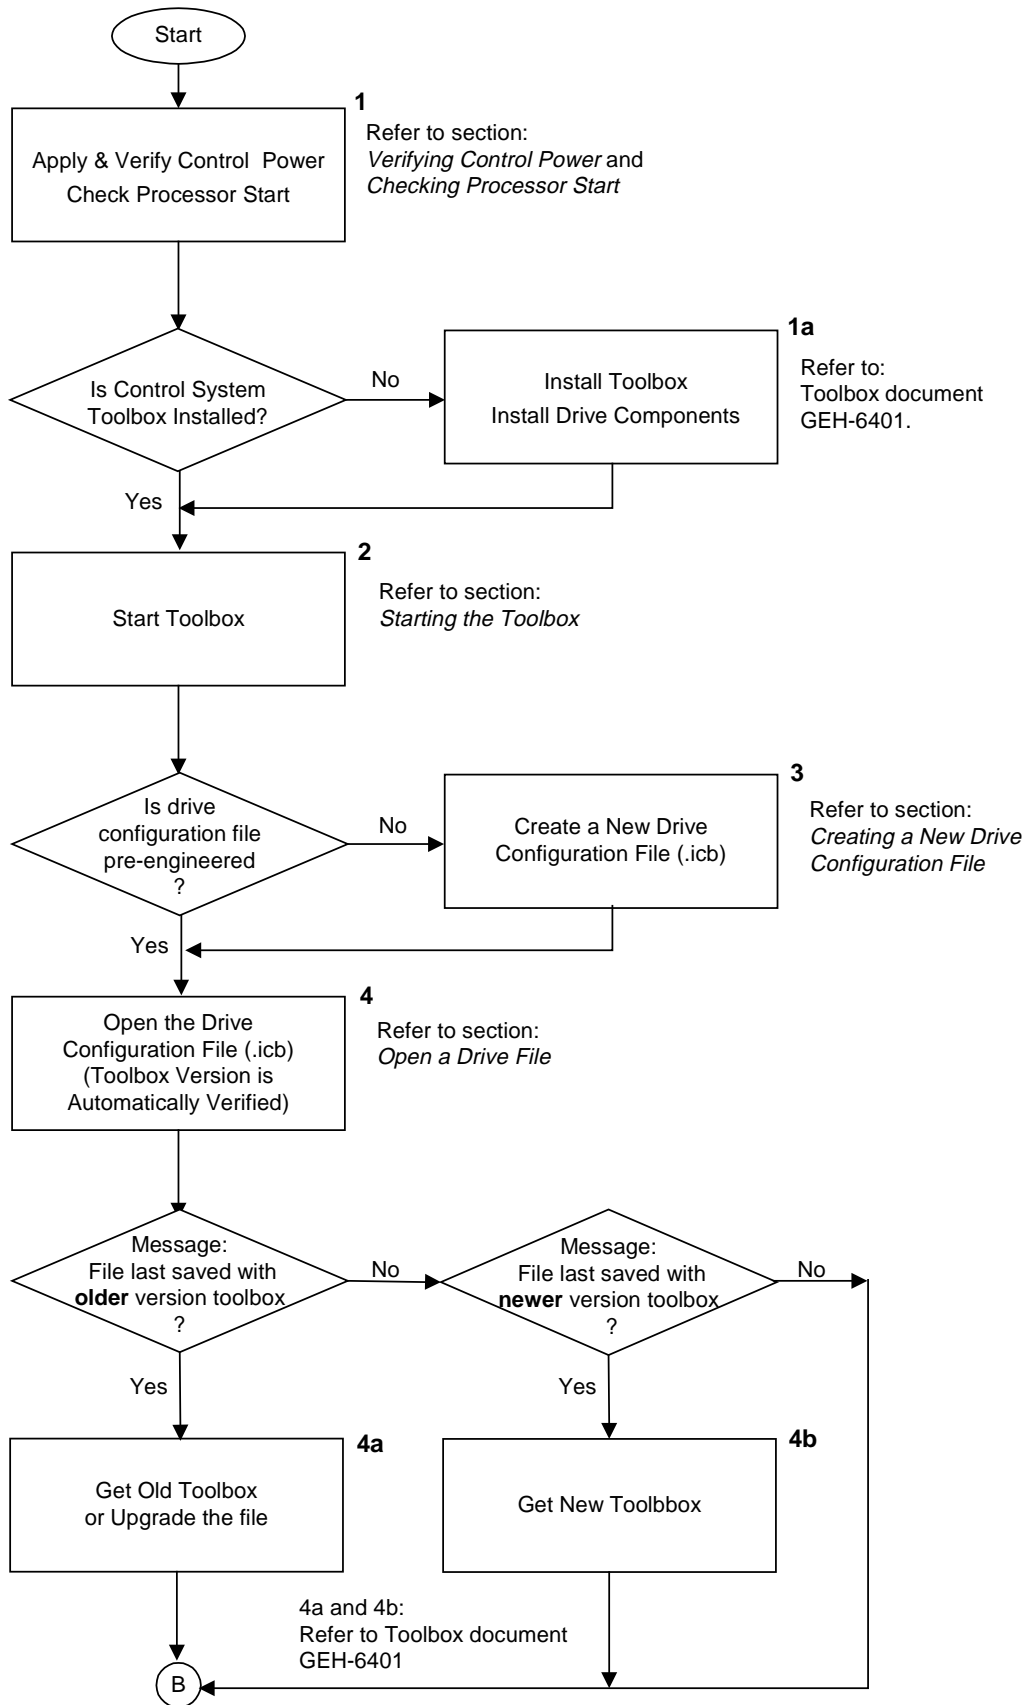 Start
1
Refer to section:
Verifying Control Power and
Checking Processor Start
Apply & Verify Control Power
Check Processor Start
1a
Is Control System
Toolbox Installed?
No
Install Toolbox
Install Drive Components
Refer to:
Toolbox document
GEH-6401.
Yes
2
Start Toolbox
Refer to section:
Starting the Toolbox
3
Is drive
configuration file
pre-engineered
?
No
Create a New Drive
Configuration File (.icb)
Refer to section:
Creating a New Drive
Configuration File
Yes
4
Open the Drive
Configuration File (.icb)
(Toolbox Version is
Automatically Verified)
Refer to section:
Open a Drive File
Message:
File last saved with
older version toolbox
?
No
Message:
File last saved with
newer version toolbox
?
No
Yes
Yes
4a
Get Old Toolbox
or Upgrade the file
4b
Get New Toolbbox
4a and 4b:
Refer to Toolbox document
GEH-6401
B